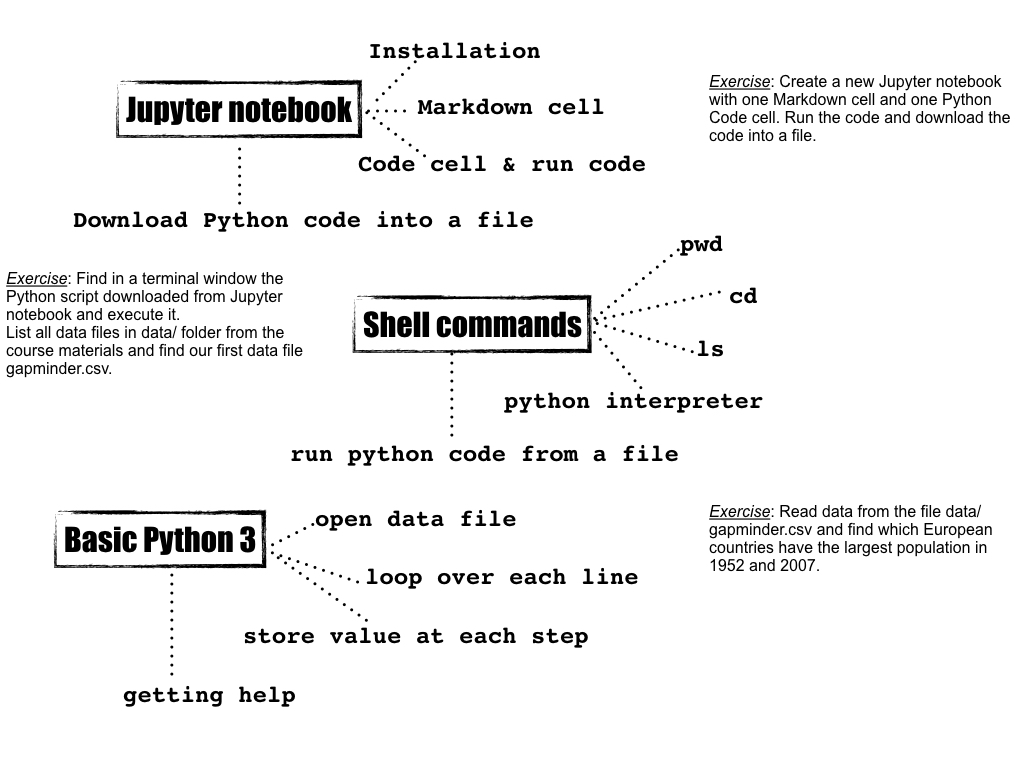 Installation
Jupyter notebook
Markdown cell
Code cell & run code
Download Python code into a file
Exercise: Create a new Jupyter notebook
with one Markdown cell and one Python
Code cell. Run the code and download the
code into a file.
Exercise: Find in a terminal window the
Python script downloaded from Jupyter
notebook and execute it.
List all data files in data/ folder from the
course materials and find our first data file
gapminder.csv.
Shell commands
pwd
cd
ls
python interpreter
run python code from a file
Basic Python 3
open data file
loop over each line
store value at each step
getting help
Exercise: Read data from the file data/
gapminder.csv and find which European
countries have the largest population in
1952 and 2007.